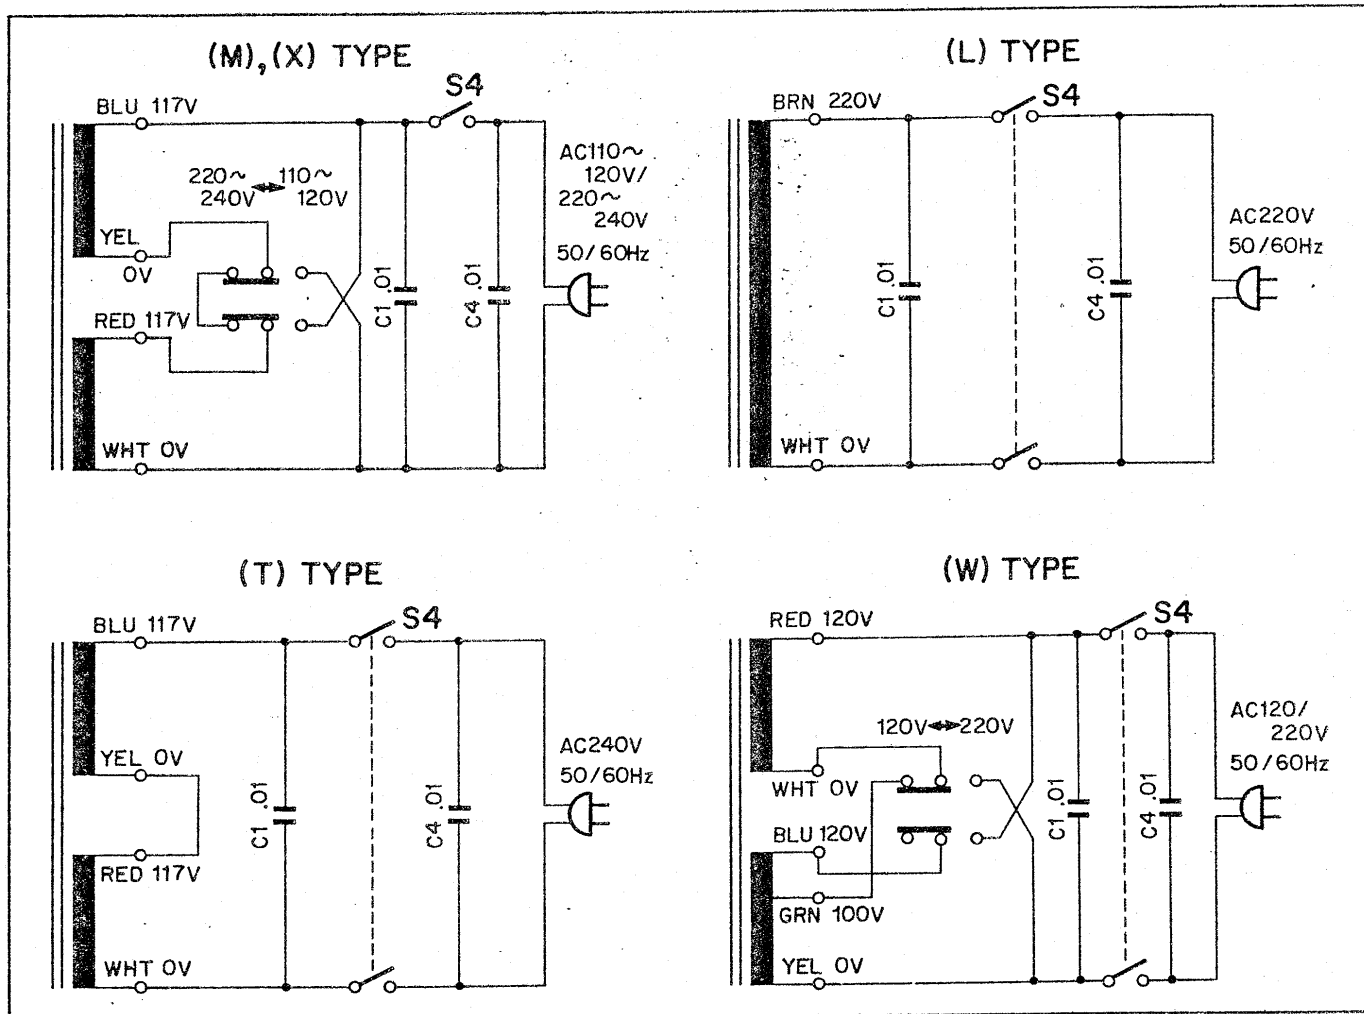 (M),(X) TYPE
S4
BLU 117V
220~
240V
110~
120V
YEL
0V
RED 117V
WHT 0V
C1 .01
C4 .01
AC110~
120V/
220~
240V
50/60Hz
(L) TYPE
BRN 220V
S4
C1 .01
C4 .01
AC220V
50/60Hz
WHT 0V
(T) TYPE
BLU 117V
S4
YEL 0V
RED 117V
WHT 0V
C1 .01
C4 .01
AC240V
50/60Hz
(W) TYPE
RED 120V
S4
120V
220V
WHT 0V
BLU 120V
GRN 100V
YEL 0V
C1 .01
C4 .01
AC120/
220V
50/60Hz